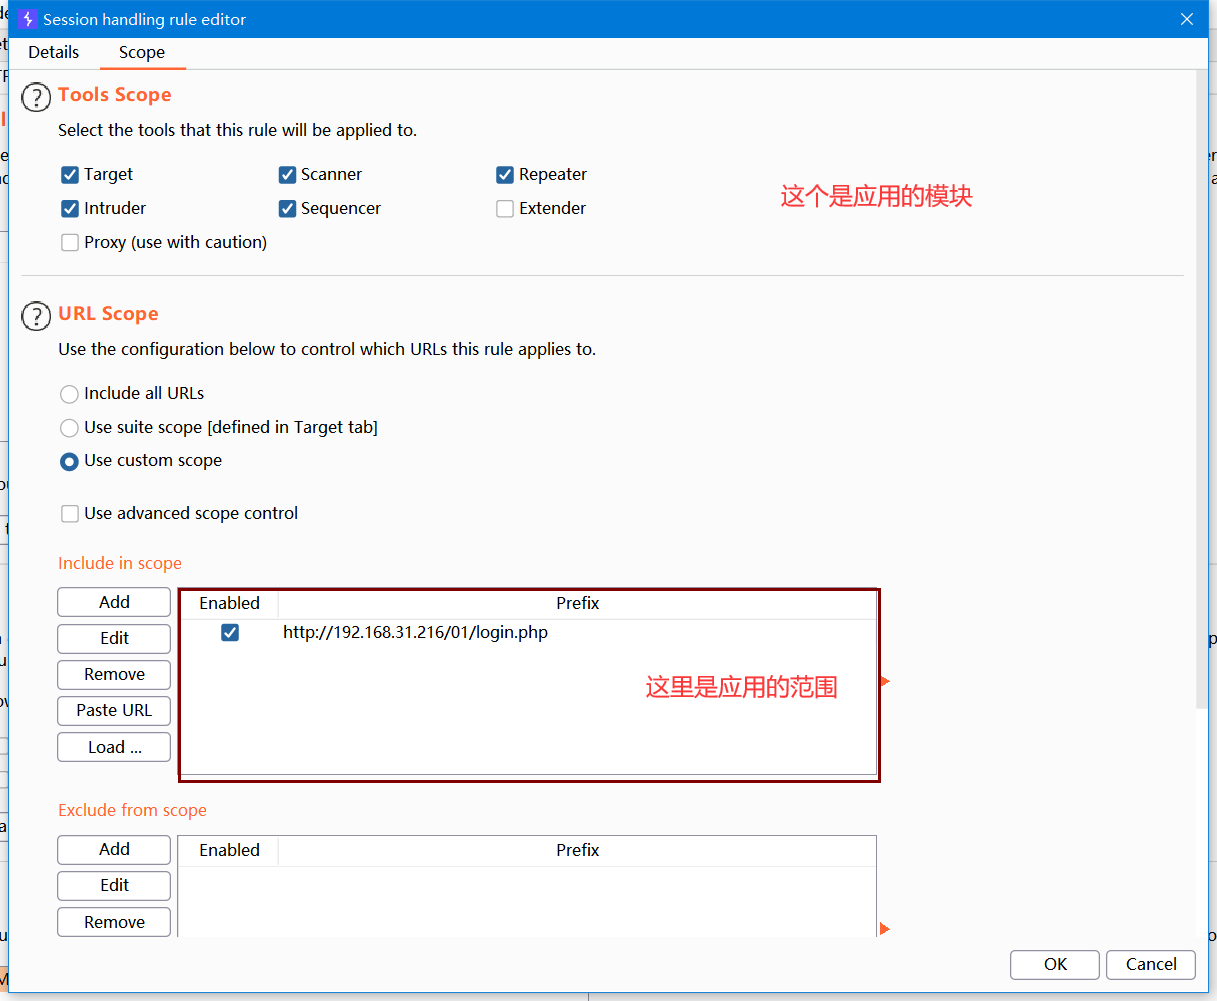 Session handling rule editor
Details Scope
Tools Scope
Select the tools that this rule will be applied to.
Target Scanner Repeater
这个是应用的模块
Intruder Sequencer Extender
Proxy (use with caution)
URL Scope
Use the configuration below to control which URLs this rule applies to.
Include all URLs
Use suite scope [defined in Target tab]
Use custom scope
Use advanced scope control
Include in scope
Add
Enabled Prefix
http://192.168.31.216/01/login.php
Edit
Remove
这里是应用的范围
Paste URL
Load ...
Exclude from scope
Add
Enabled Prefix
Edit
Remove
OK Cancel